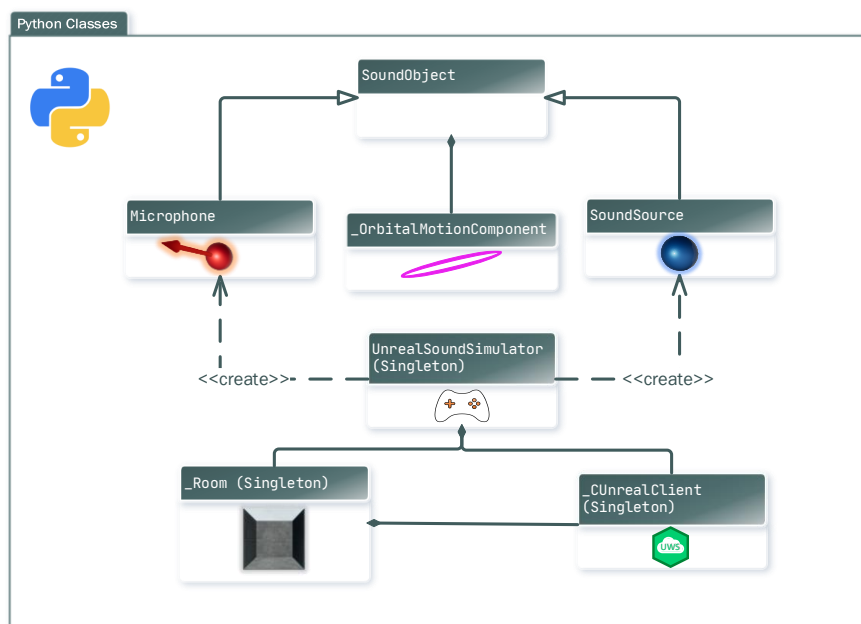 Python Classes
SoundObject
Microphone
_OrbitalMotionComponent
SoundSource
UnrealSoundSimulator
(Singleton)
<<create>>
<<create>>
_Room (Singleton)
_CUnrealClient
(Singleton)
UWS